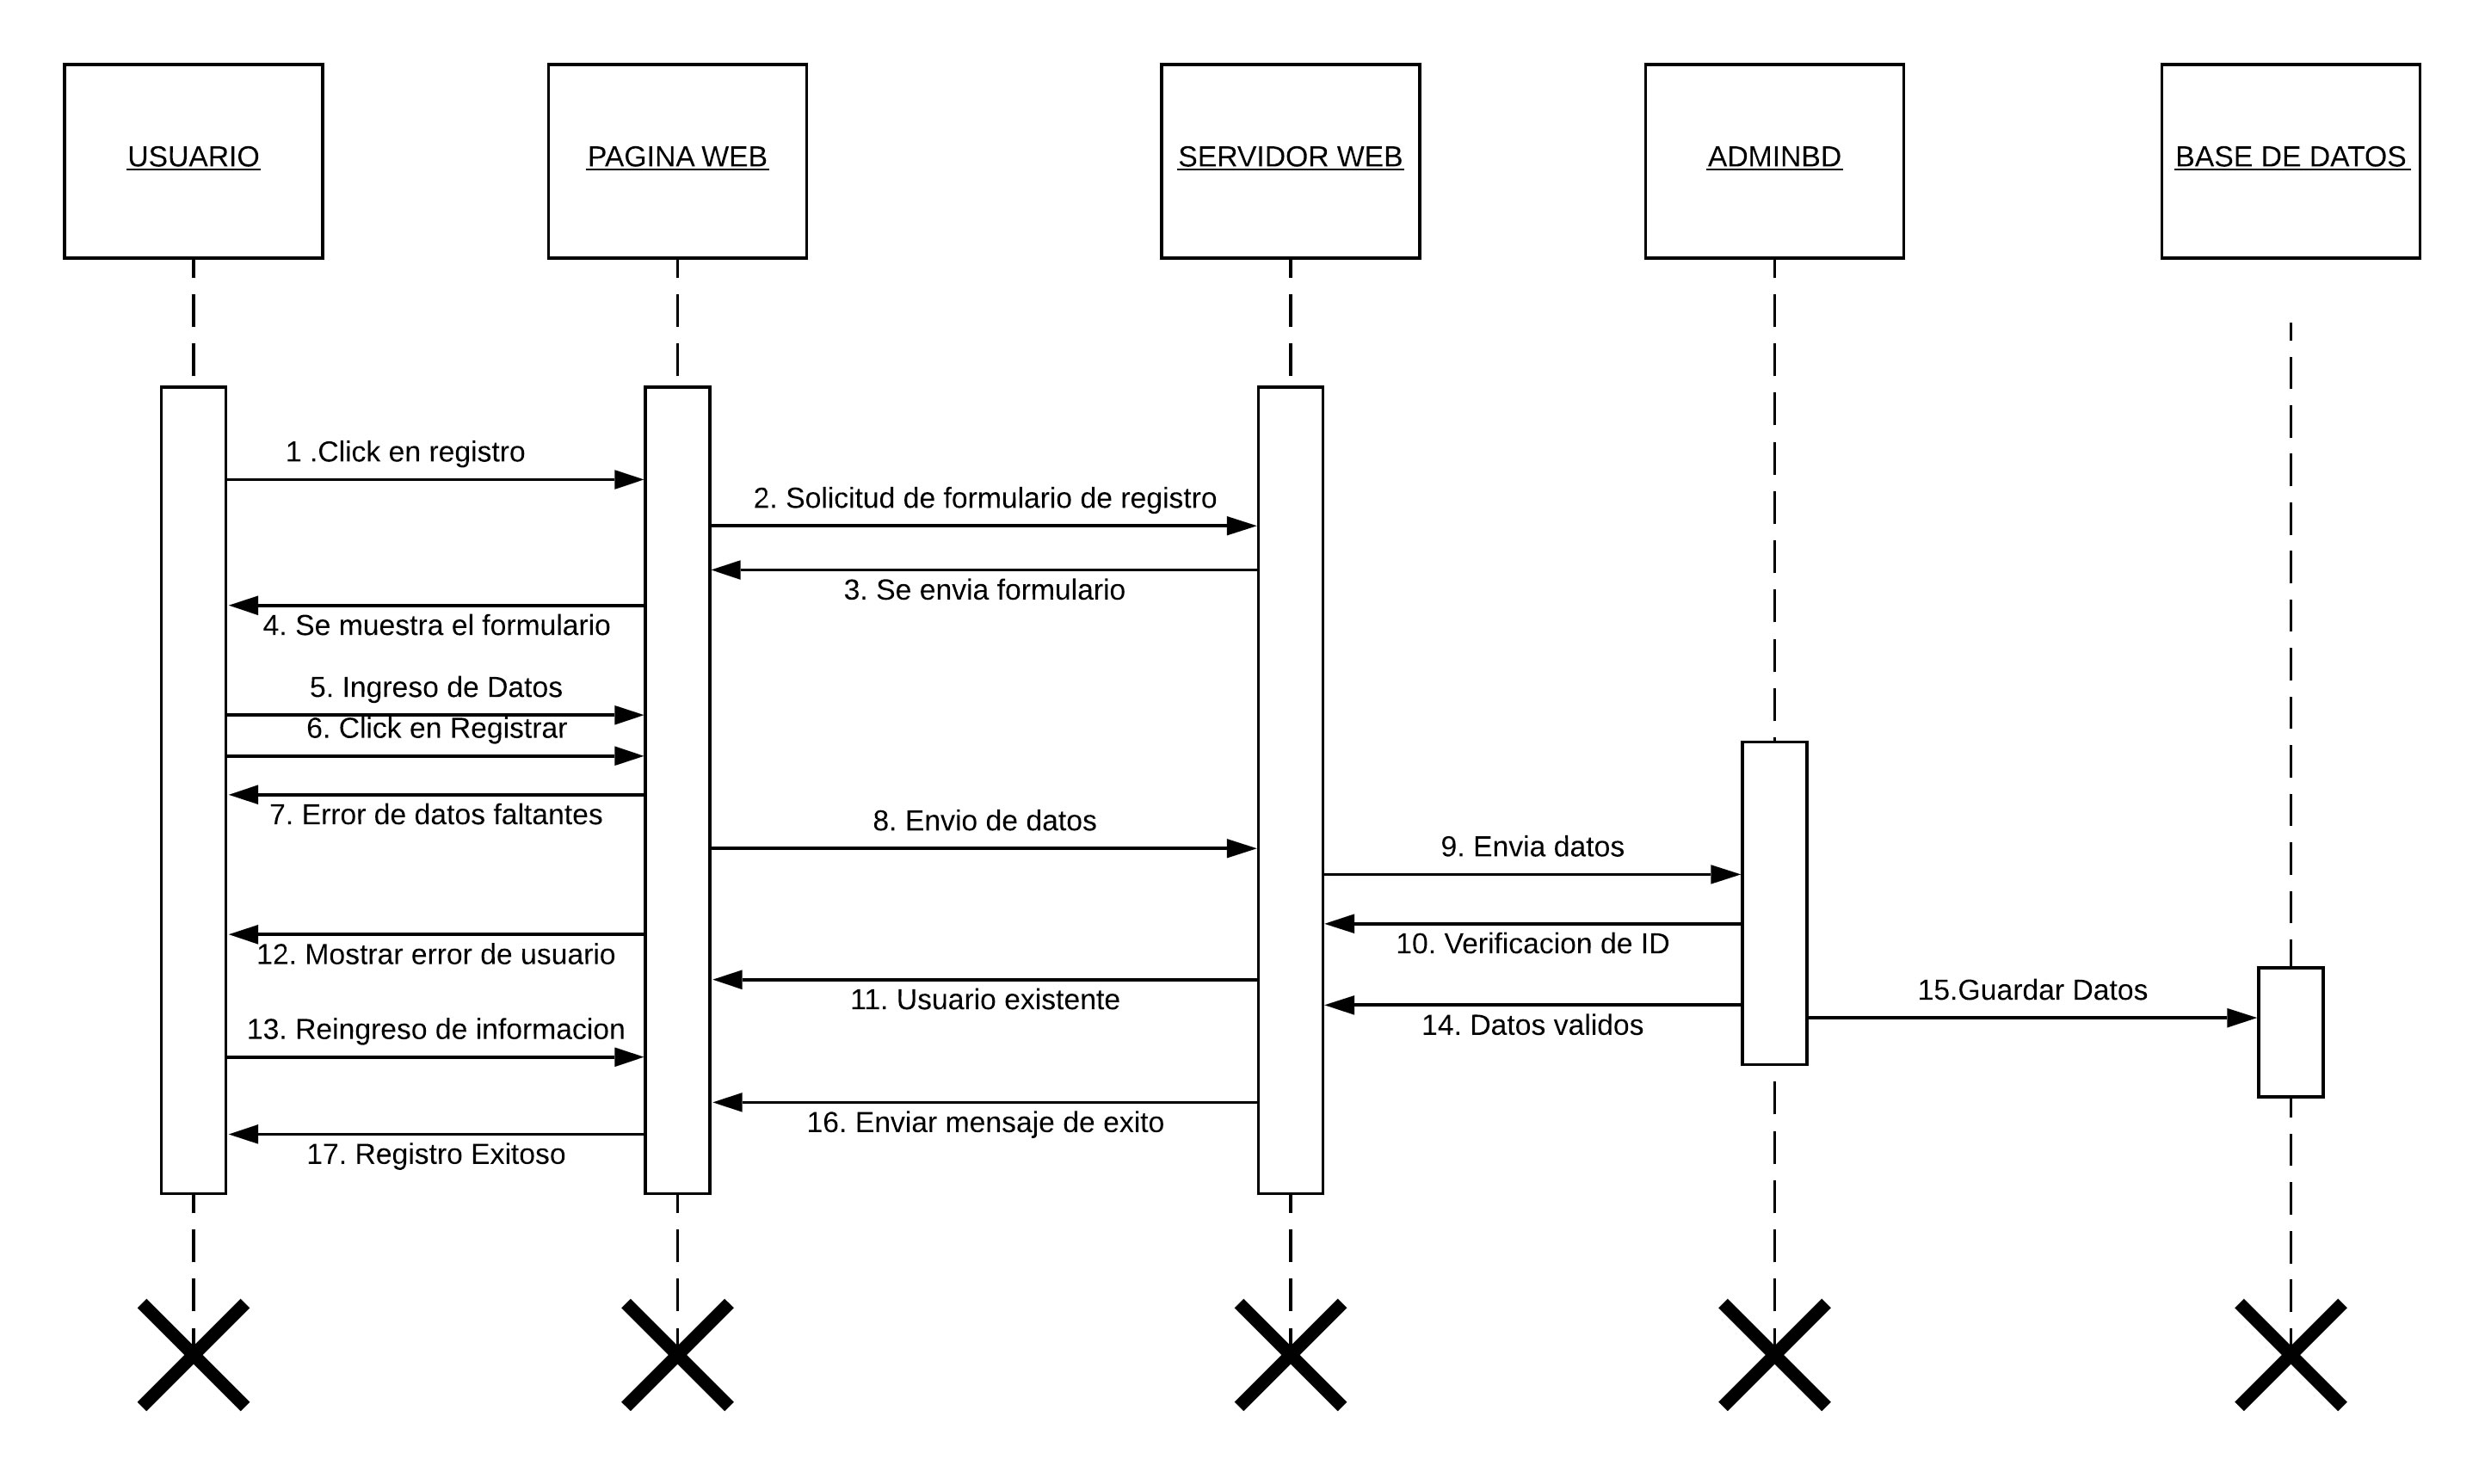 USUARIO
PAGINA WEB
SERVIDOR WEB
ADMINBD
BASE DE DATOS
1 .Click en registro
2. Solicitud de formulario de registro
3. Se envia formulario
4. Se muestra el formulario
5. Ingreso de Datos
6. Click en Registrar
7. Error de datos faltantes
8. Envio de datos
9. Envia datos
10. Verificacion de ID
12. Mostrar error de usuario
11. Usuario existente
15.Guardar Datos
13. Reingreso de informacion
14. Datos validos
16. Enviar mensaje de exito
17. Registro Exitoso